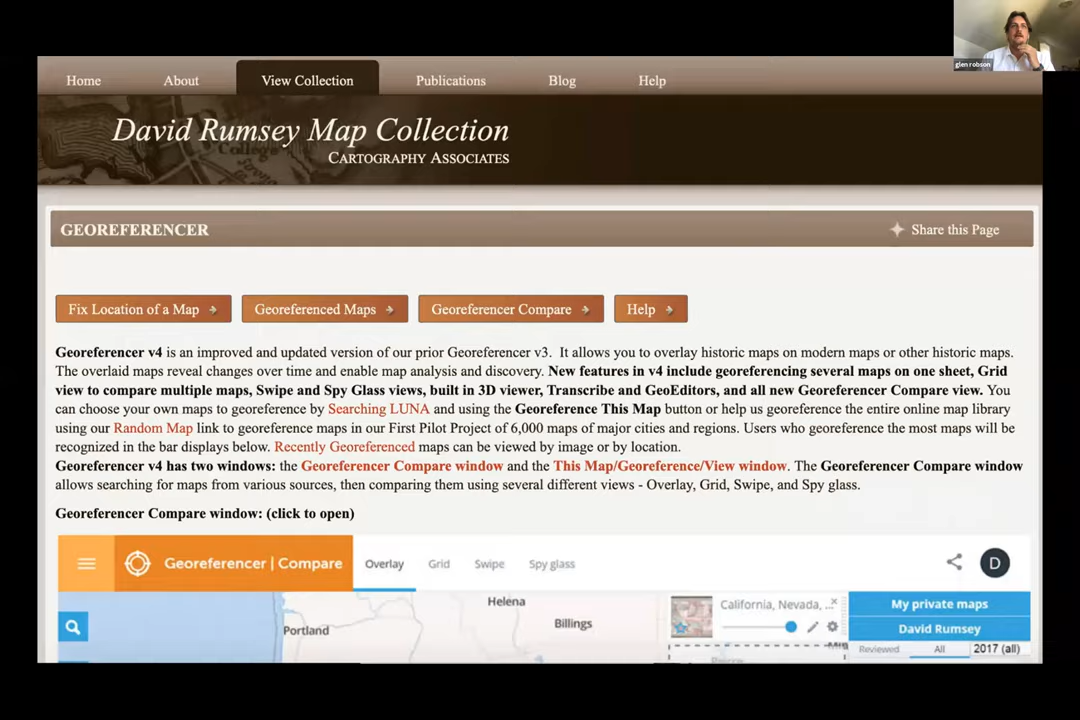 glen robson
Home About View Collection Publications Blog Help
David Rumsey Map Collection
CARTOGRAPHY ASSOCIATES
GEOREFERENCER
Share this Page
Fix Location of a Map Georeferenced Maps Georeferencer Compare Help
Georeferencer v4 is an improved and updated version of our prior Georeferencer v3. It allows you to overlay historic maps on modern maps or other historic maps.
The overlaid maps reveal changes over time and enable map analysis and discovery. New features in v4 include georeferencing several maps on one sheet, Grid
view to compare multiple maps, Swipe and Spy Glass views, built in 3D viewer, Transcribe and GeoEditors, and all new Georeferencer Compare view. You
can choose your own maps to georeference by Searching LUNA and using the Georeference This Map button or help us georeference the entire online map library
using our Random Map link to georeference maps in our First Pilot Project of 6,000 maps of major cities and regions. Users who georeference the most maps will be
recognized in the bar displays below. Recently Georeferenced maps can be viewed by image or by location.
Georeferencer v4 has two windows: the Georeferencer Compare window and the This Map/Georeference/View window. The Georeferencer Compare window
allows searching for maps from various sources, then comparing them using several different views - Overlay, Grid, Swipe, and Spy glass.
Georeferencer Compare window: (click to open)
Georeferencer | Compare Overlay Grid Swipe Spy glass D
Helena
Portland
Billings
California, Nevada, ...
My private maps
David Rumsey
Reviewed All 2017 (all)